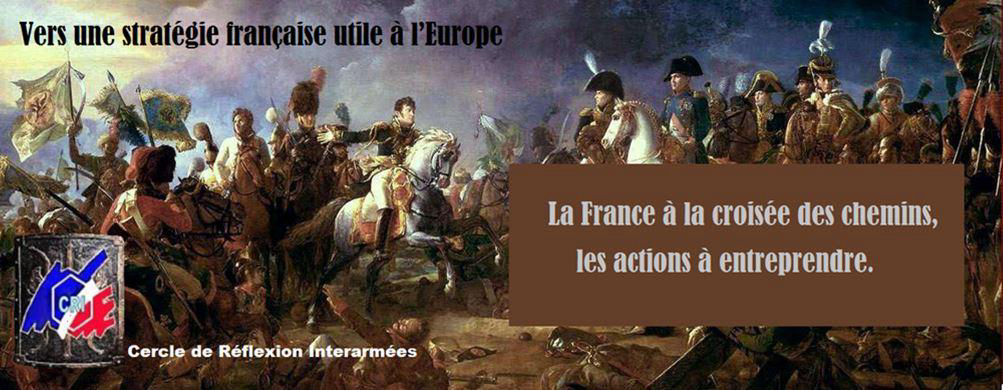 Vers une stratégie française utile à l'Europe
La France à la croisée des chemins,
les actions à entreprendre.
CRI
Cercle de Réflexion Interarmées